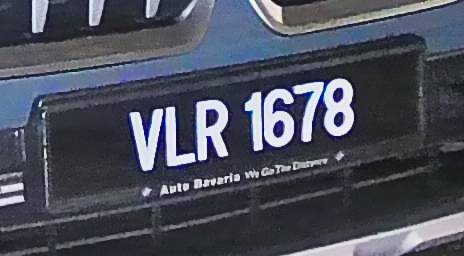 VLR 1678
Auto Bavaria We Go The Distance